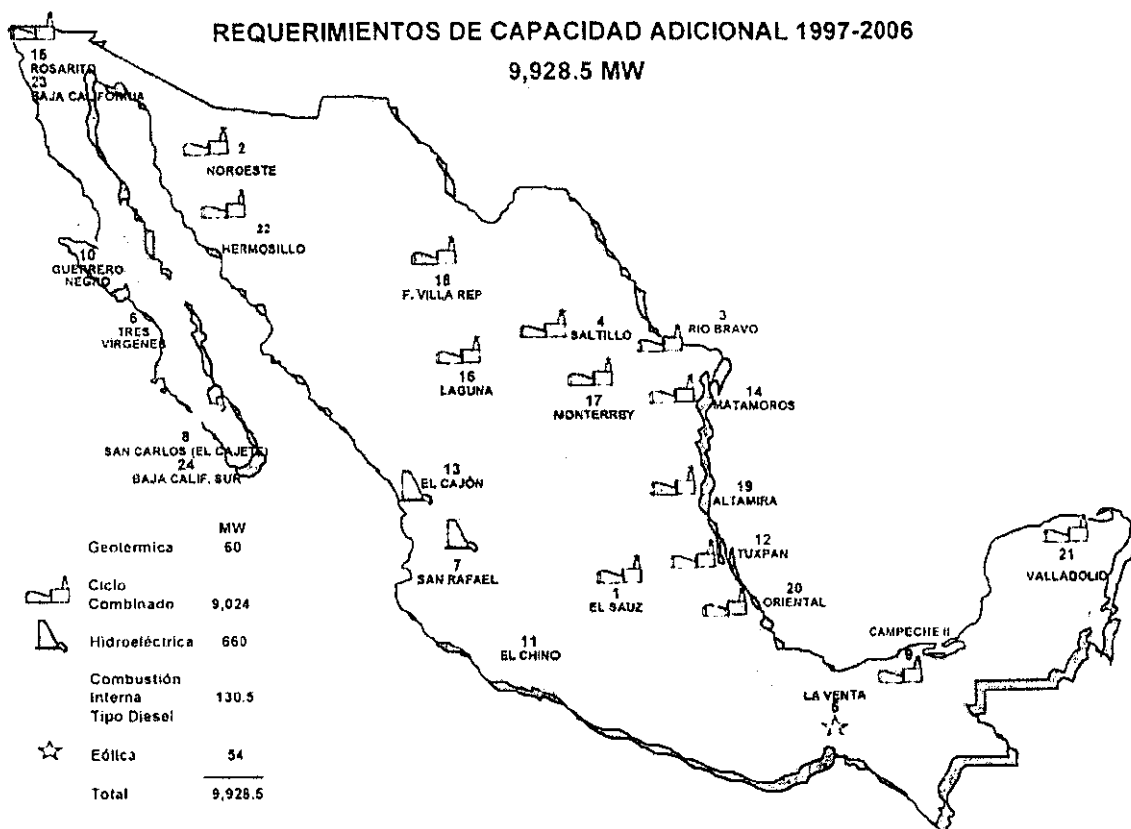 REQUERIMIENTOS DE CAPACIDAD ADICIONAL 1997-2006
9,928.5 MW
15
ROSARITO
23
BAJA CALIFORNIA
2
NOROESTE
22
HERMOSILLO
10
GUERRERO
NEGRO
18
F. VILLA REP
6
TRES
VIRGENES
4
SALTILLO
3
RIO BRAVO
16
LAGUNA
17
MONTERREY
14
MATAMOROS
8
SAN CARLOS (EL CAJETE)
24
BAJA CALIF. SUR
13
EL CAJÓN
19
ALTAMIRA
7
SAN RAFAEL
12
TUXPAN
1
EL SAUZ
20
ORIENTAL
21
VALLADOLID
11
EL CHINO
CAMPECHE II
9
LA VENTA
5
MW
Geotérmica 60
Ciclo
Combinado 9,024
Hidroeléctrica 660
Combustión
Interna 130.5
Tipo Diesel
Eólica 54
Total 9,928.5